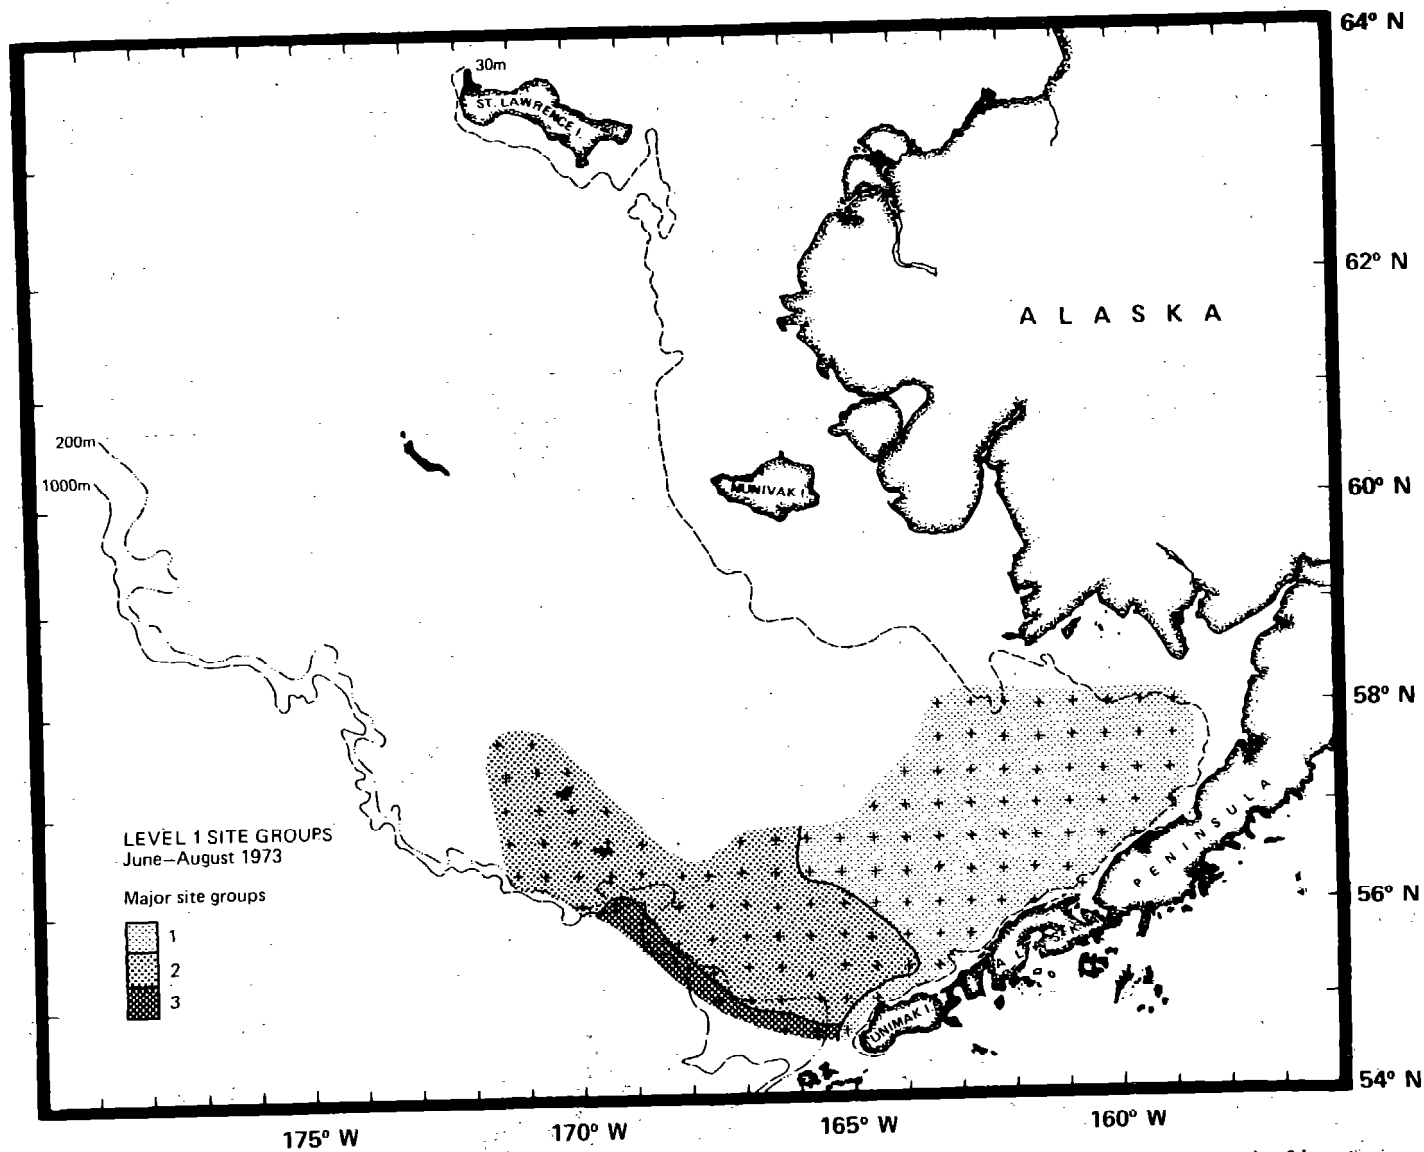 64° N
30m
ST. LAWRENCE I.
62° N
ALASKA
200m
60° N
1000m
NUNIVAK I.
58° N
PENINSULA
LEVEL 1 SITE GROUPS
June–August 1973
Major site groups
56° N
1
2
3
UNIMAK I.
54° N
175° W
170° W
165° W
160° W